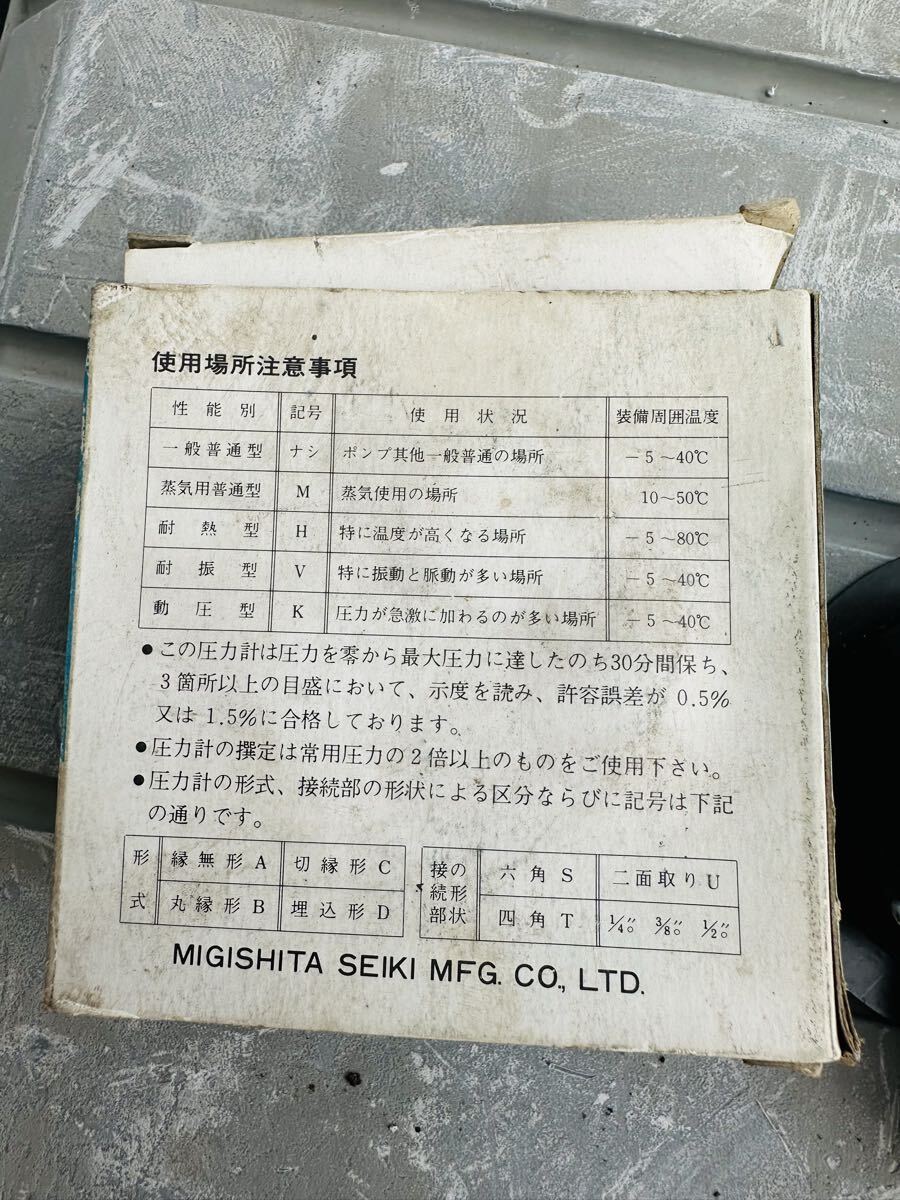 使用場所注意事項
性能別 記号 使用状況 装備周囲温度
一般普通型 ナシ ポンプ其他一般普通の場所 －5～40℃
蒸気用普通型 M 蒸気使用の場所 10～50℃
耐熱型 H 特に温度が高くなる場所 －5～80℃
耐振型 V 特に振動と脈動が多い場所 －5～40℃
動圧型 K 圧力が急激に加わるのが多い場所 －5～40℃
●この圧力計は圧力を零から最大圧力に達したのち30分間保ち、
3箇所以上の目盛において、示度を読み、許容誤差が 0.5%
又は 1.5%に合格しております。
●圧力計の撰定は常用圧力の2倍以上のものをご使用下さい。
●圧力計の形式、接続部の形状による区分ならびに記号は下記
の通りです。
形式 縁無形 A 切縁形 C
丸縁形 B 埋込形 D
接続部の形状 六角 S 二面取り U
四角 T 1/4" 3/8" 1/2"
MIGISHITA SEIKI MFG. CO., LTD.